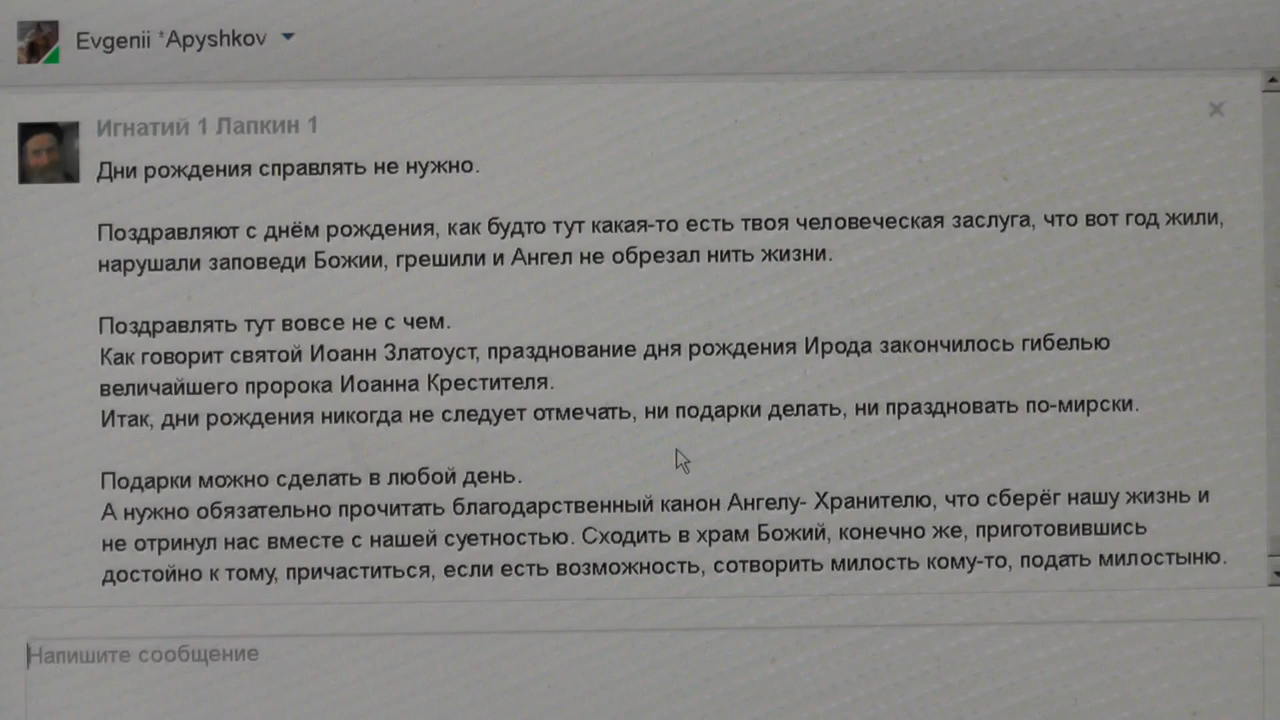 Evgenii *Apyshkov
Игнатий 1 Лапкин 1
Дни рождения справлять не нужно.
Поздравляют с днём рождения, как будто тут какая-то есть твоя человеческая заслуга, что вот год жили,
нарушали заповеди Божии, грешили и Ангел не обрезал нить жизни.
Поздравлять тут вовсе не с чем.
Как говорит святой Иоанн Златоуст, празднование дня рождения Ирода закончилось гибелью
величайшего пророка Иоанна Крестителя.
Итак, дни рождения никогда не следует отмечать, ни подарки делать, ни праздновать по-мирски.
Подарки можно сделать в любой день.
А нужно обязательно прочитать благодарственный канон Ангелу- Хранителю, что сберёг нашу жизнь и
не отринул нас вместе с нашей суетностью. Сходить в храм Божий, конечно же, приготовившись
достойно к тому, причаститься, если есть возможность, сотворить милость кому-то, подать милостыню.
Напишите сообщение